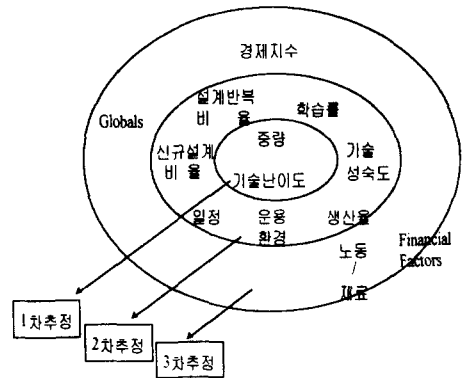 경제지수
설계반복
비 율
학습률
Globals
중량
신규설계
비 율
기술
성숙도
기술난이도
일정
운용
환경
생산율
Financial
Factors
노동
/
재료
1차추정
2차추정
3차추정